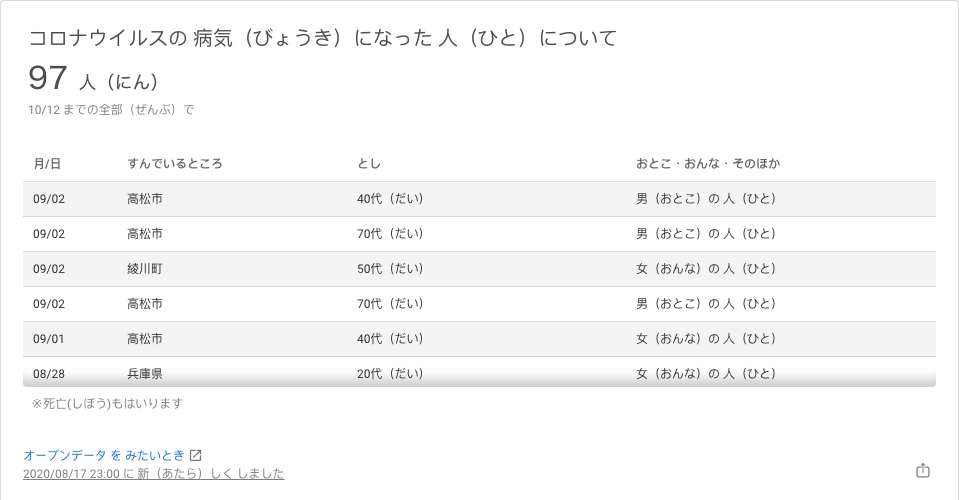 コロナウイルスの 病気（びょうき）になった 人（ひと）について
97 人（にん）
10/12 までの全部（ぜんぶ）で
月/日 すんでいるところ とし おとこ・おんな・そのほか
09/02 高松市 40代（だい） 男（おとこ）の 人（ひと）
09/02 高松市 70代（だい） 男（おとこ）の 人（ひと）
09/02 綾川町 50代（だい） 女（おんな）の 人（ひと）
09/02 高松市 70代（だい） 男（おとこ）の 人（ひと）
09/01 高松市 40代（だい） 女（おんな）の 人（ひと）
08/28 兵庫県 20代（だい） 女（おんな）の 人（ひと）
※死亡(しぼう)もはいります
オープンデータ を みたいとき
2020/08/17 23:00 に 新（あたら）しく しました